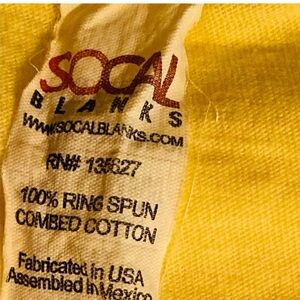 SOCAL
BLANKS
WWW.SOCALBLANKS.COM
RN# 135627
100% RING SPUN
COMBED COTTON
Fabricated in USA
Assembled in Mexico